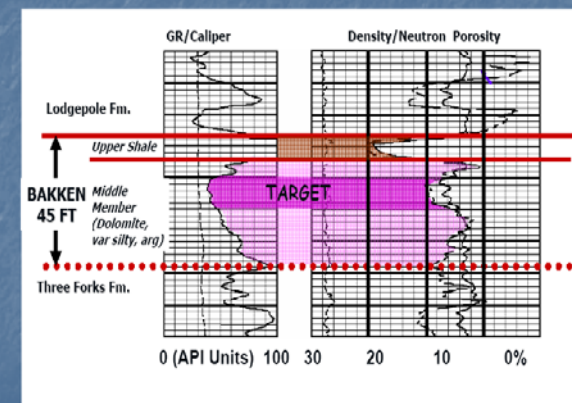 GR/Caliper Density/Neutron Porosity
Lodgepole Fm.
Upper Shale
BAKKEN
45 FT
Middle
Member
(Dolomite,
var silty, arg)
TARGET
Three Forks Fm.
0 (API Units) 100 30 20 10 0%